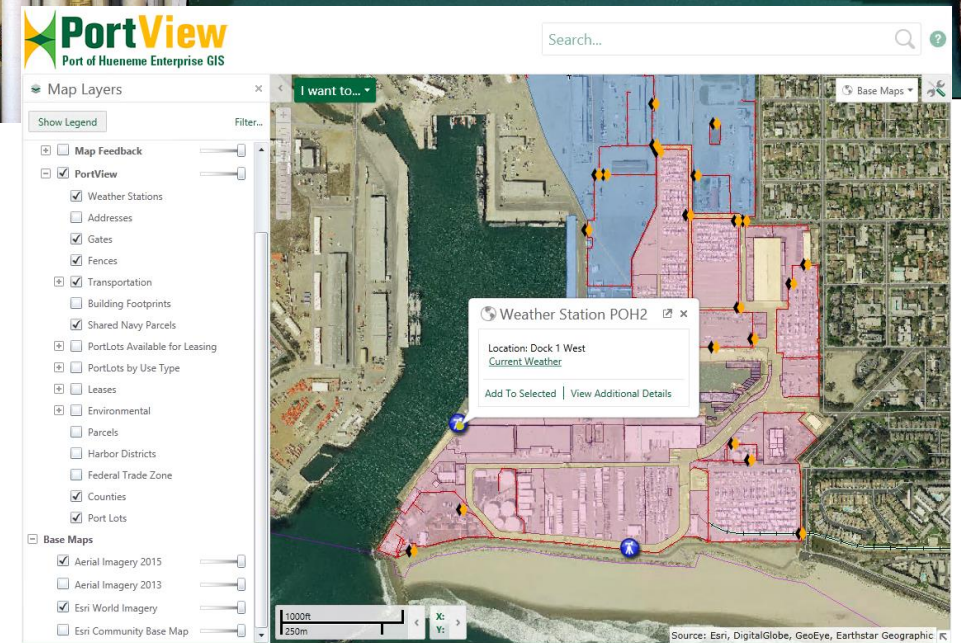 PortView
Port of Hueneme Enterprise GIS
Search...
?
Map Layers ×
Show Legend Filter...
Map Feedback
PortView
Weather Stations
Addresses
Gates
Fences
Transportation
Building Footprints
Shared Navy Parcels
PortLots Available for Leasing
PortLots by Use Type
Leases
Environmental
Parcels
Harbor Districts
Federal Trade Zone
Counties
Port Lots
Base Maps
Aerial Imagery 2015
Aerial Imagery 2013
Esri World Imagery
Esri Community Base Map
I want to...
Base Maps
Weather Station POH2
Location: Dock 1 West
Current Weather
Add To Selected | View Additional Details
1000ft
250m
X:
Y:
Source: Esri, DigitalGlobe, GeoEye, Earthstar Geographic